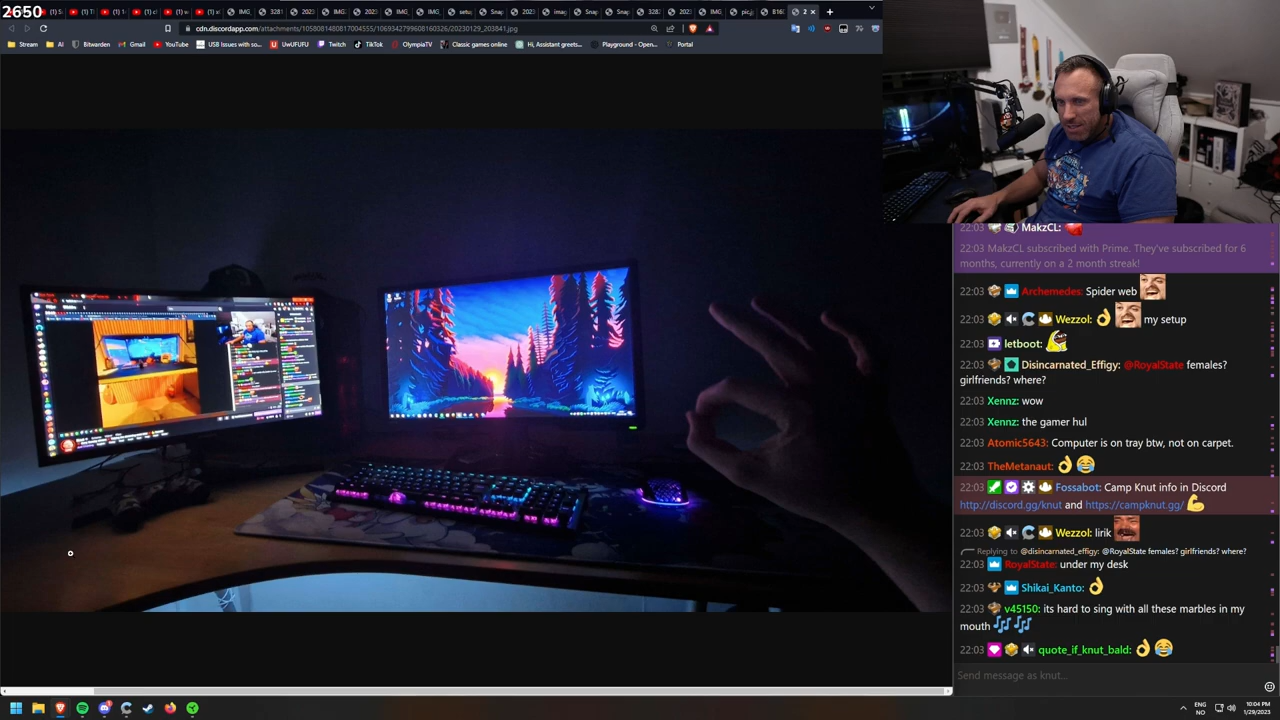 2650
cdn.discordapp.com/attachments/1058081480817004555/1069342799608160326/20230129_203841.jpg
Stream
AI
Bitwarden
Gmail
YouTube
USB Issues with so...
UwUFUFU
Twitch
TikTok
OlympiaTV
Classic games online
Hi, Assistant greets...
Playground - Open...
Portal
22:03 MakzCL:
22:03 MakzCL subscribed with Prime. They've subscribed for 6
months, currently on a 2 month streak!
22:03 Archemedes: Spider web
22:03 Wezzol: my setup
22:03 letboot:
22:03 Disincarnated_Effigy: @RoyalState females?
girlfriends? where?
22:03 Xennz: wow
22:03 Xennz: the gamer hul
22:03 Atomic5643: Computer is on tray btw, not on carpet.
22:03 TheMetanaut:
22:03 Fossabot: Camp Knut info in Discord
http://discord.gg/knut and https://campknut.gg/
22:03 Wezzol: lirik
Replying to @disincarnated_effigy: @RoyalState females? girlfriends? where?
22:03 RoyalState: under my desk
22:03 Shikai_Kanto:
22:03 v45150: its hard to sing with all these marbles in my
mouth
22:03 quote_if_knut_bald:
Send message as knut...
ENG
NO
10:04 PM
1/29/2023